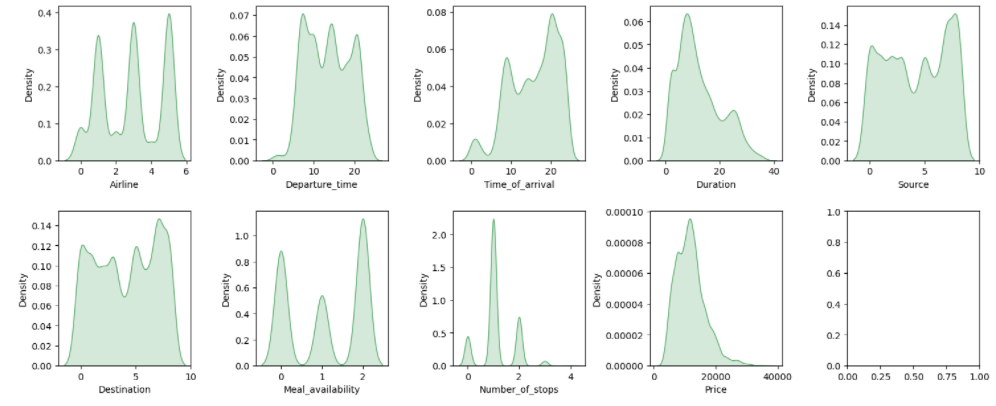 0.4
0.3
0.2
0.1
0.0
Density
0 2 4 6
Airline
0.07
0.06
0.05
0.04
0.03
0.02
0.01
0.00
Density
0 10 20
Departure_time
0.08
0.06
0.04
0.02
0.00
Density
0 10 20
Time_of_arrival
0.06
0.05
0.04
0.03
0.02
0.01
0.00
Density
0 20 40
Duration
0.14
0.12
0.10
0.08
0.06
0.04
0.02
0.00
Density
0 5 10
Source
0.14
0.12
0.10
0.08
0.06
0.04
0.02
0.00
Density
0 5 10
Destination
1.0
0.8
0.6
0.4
0.2
0.0
Density
0 1 2
Meal_availability
2.0
1.5
1.0
0.5
0.0
Density
0 2 4
Number_of_stops
0.00010
0.00008
0.00006
0.00004
0.00002
0.00000
Density
0 20000 40000
Price
1.0
0.8
0.6
0.4
0.2
0.0
0.00 0.25 0.50 0.75 1.00